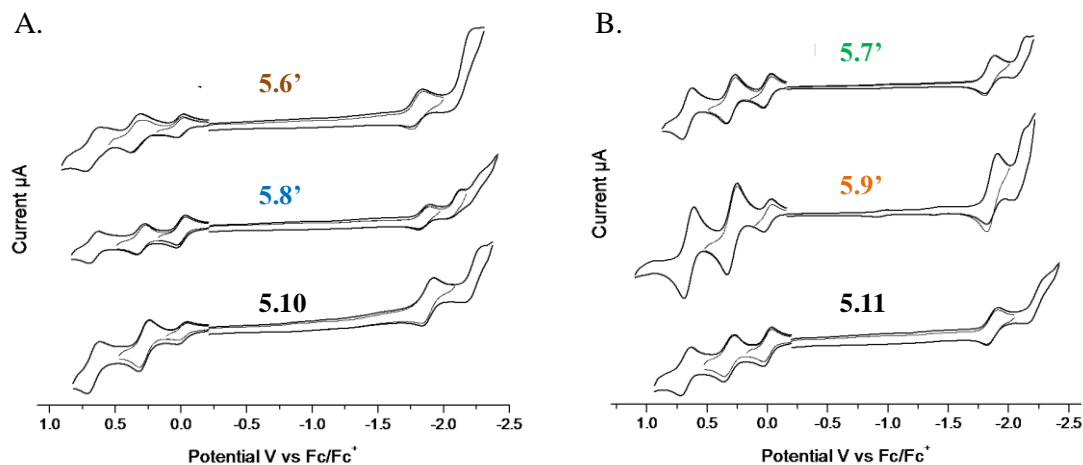 A.
5.6’
5.8’
5.10
Current µA
1.0 0.5 0.0 -0.5 -1.0 -1.5 -2.0 -2.5
Potential V vs Fc/Fc+
B.
5.7’
5.9’
5.11
Current µA
1.0 0.5 0.0 -0.5 -1.0 -1.5 -2.0 -2.5
Potential V vs Fc/Fc+